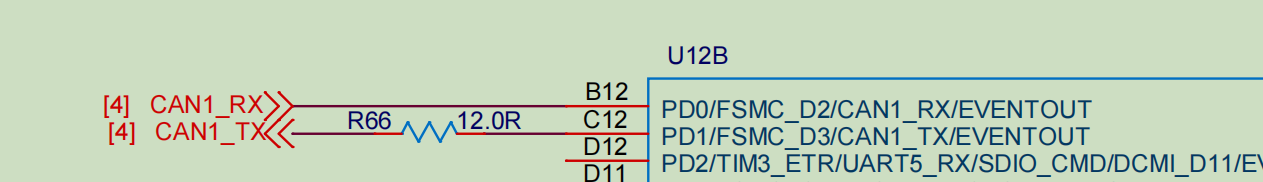 U12B
[4] CAN1_RX B12 PD0/FSMC_D2/CAN1_RX/EVENTOUT
[4] CAN1_TX R66 12.0R C12 PD1/FSMC_D3/CAN1_TX/EVENTOUT
D12 PD2/TIM3_ETR/UART5_RX/SDIO_CMD/DCMI_D11/EV
D11